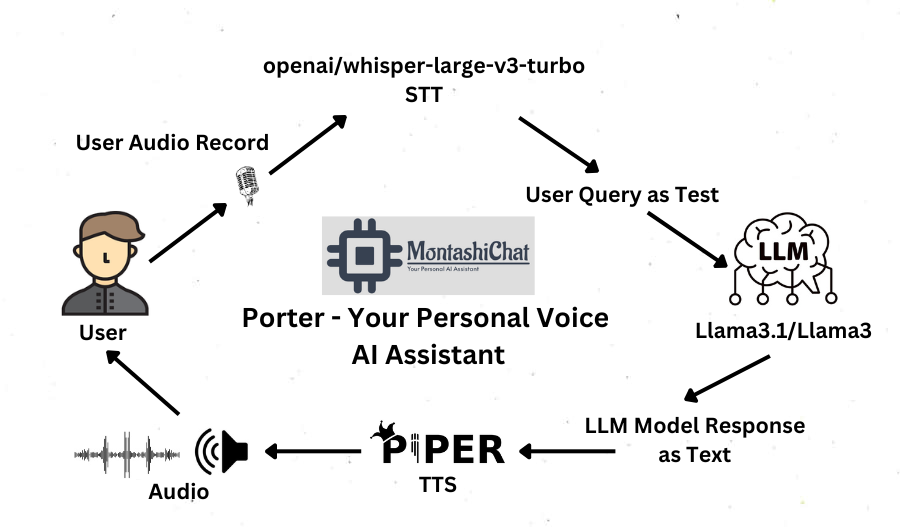 openai/whisper-large-v3-turbo
STT
User Audio Record
User Query as Test
LLM
MontashiChat
Your Personal AI Assistant
Porter - Your Personal Voice
AI Assistant
User
Llama3.1/Llama3
LLM Model Response
as Text
PIPER
TTS
Audio